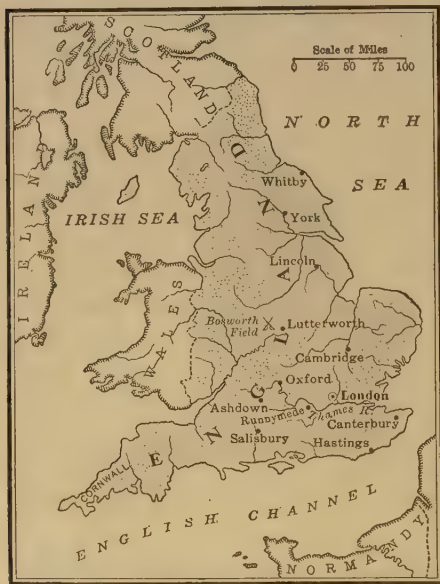 SCOTLAND
Scale of Miles
0 25 50 75 100
NORTH
SEA
Whitby
York
IRISH SEA
IRELAN
Lincoln
WALES
Bosworth
Field
Lutterworth
Cambridge
Oxford
London
Ashdown
Runnymede
Thames R.
Canterbury
Salisbury
Hastings
ENGLAND
CORNWALL
ENGLISH CHANNEL
NORMANDY